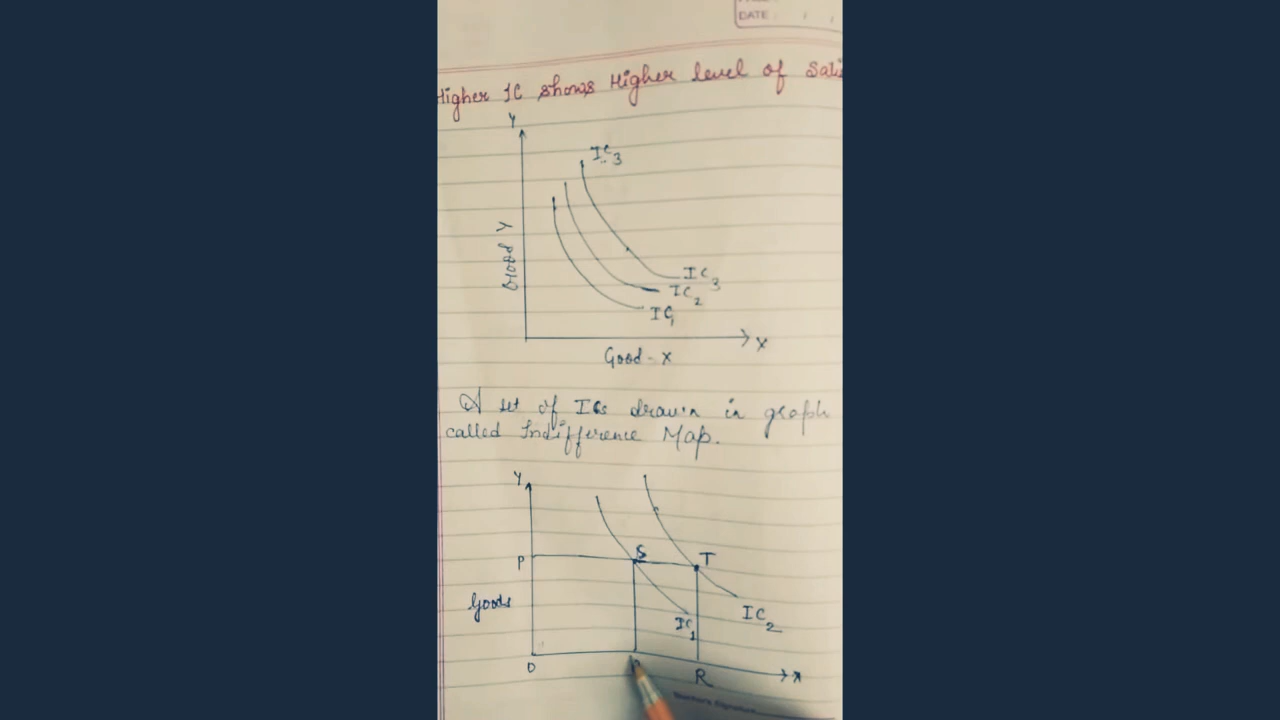 DATE
Higher IC shows Higher level of Satis
Y
IC3
Good Y
IC3
IC2
IC1
X
Good - X
A set of ICs drawn in graph
called Indifference Map.
Y
P
S
T
Goods
IC1
IC2
O
R
X